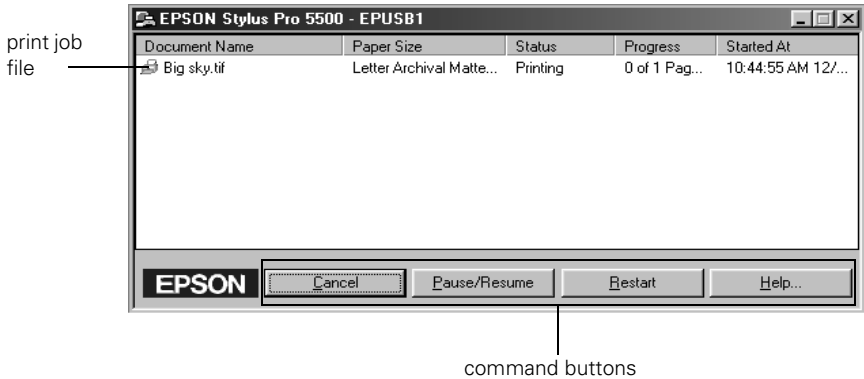 EPSON Stylus Pro 5500 - EPUSB1
print job
file
Document Name Paper Size Status Progress Started At
Big sky.tif Letter Archival Matte... Printing 0 of 1 Pag... 10:44:55 AM 12/...
EPSON Cancel Pause/Resume Restart Help...
command buttons